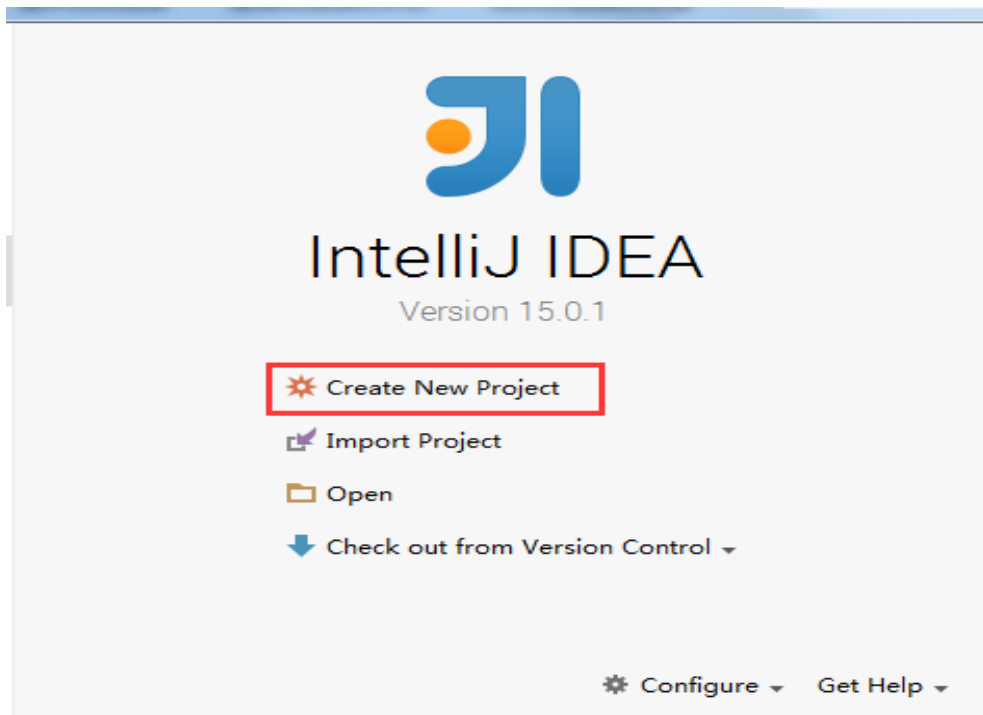 IntelliJ IDEA
Version 15.0.1
Create New Project
Import Project
Open
Check out from Version Control
Configure Get Help